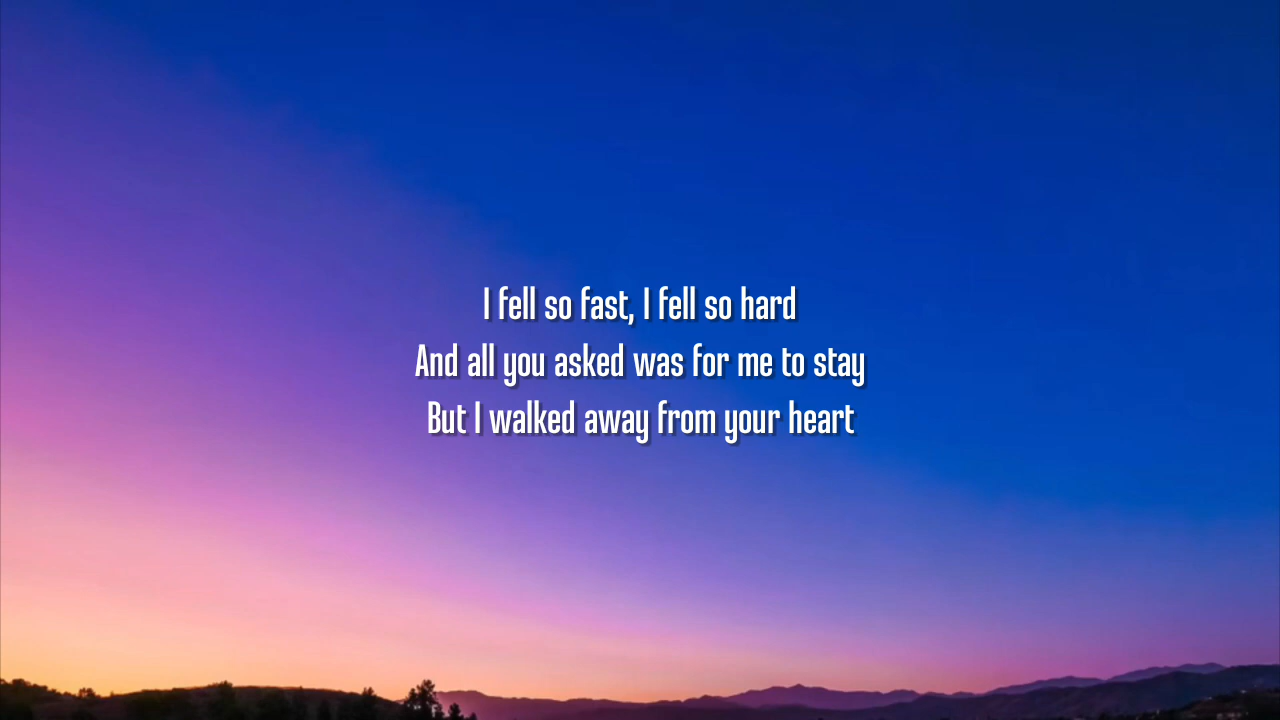 I fell so fast, I fell so hard
And all you asked was for me to stay
But I walked away from your heart